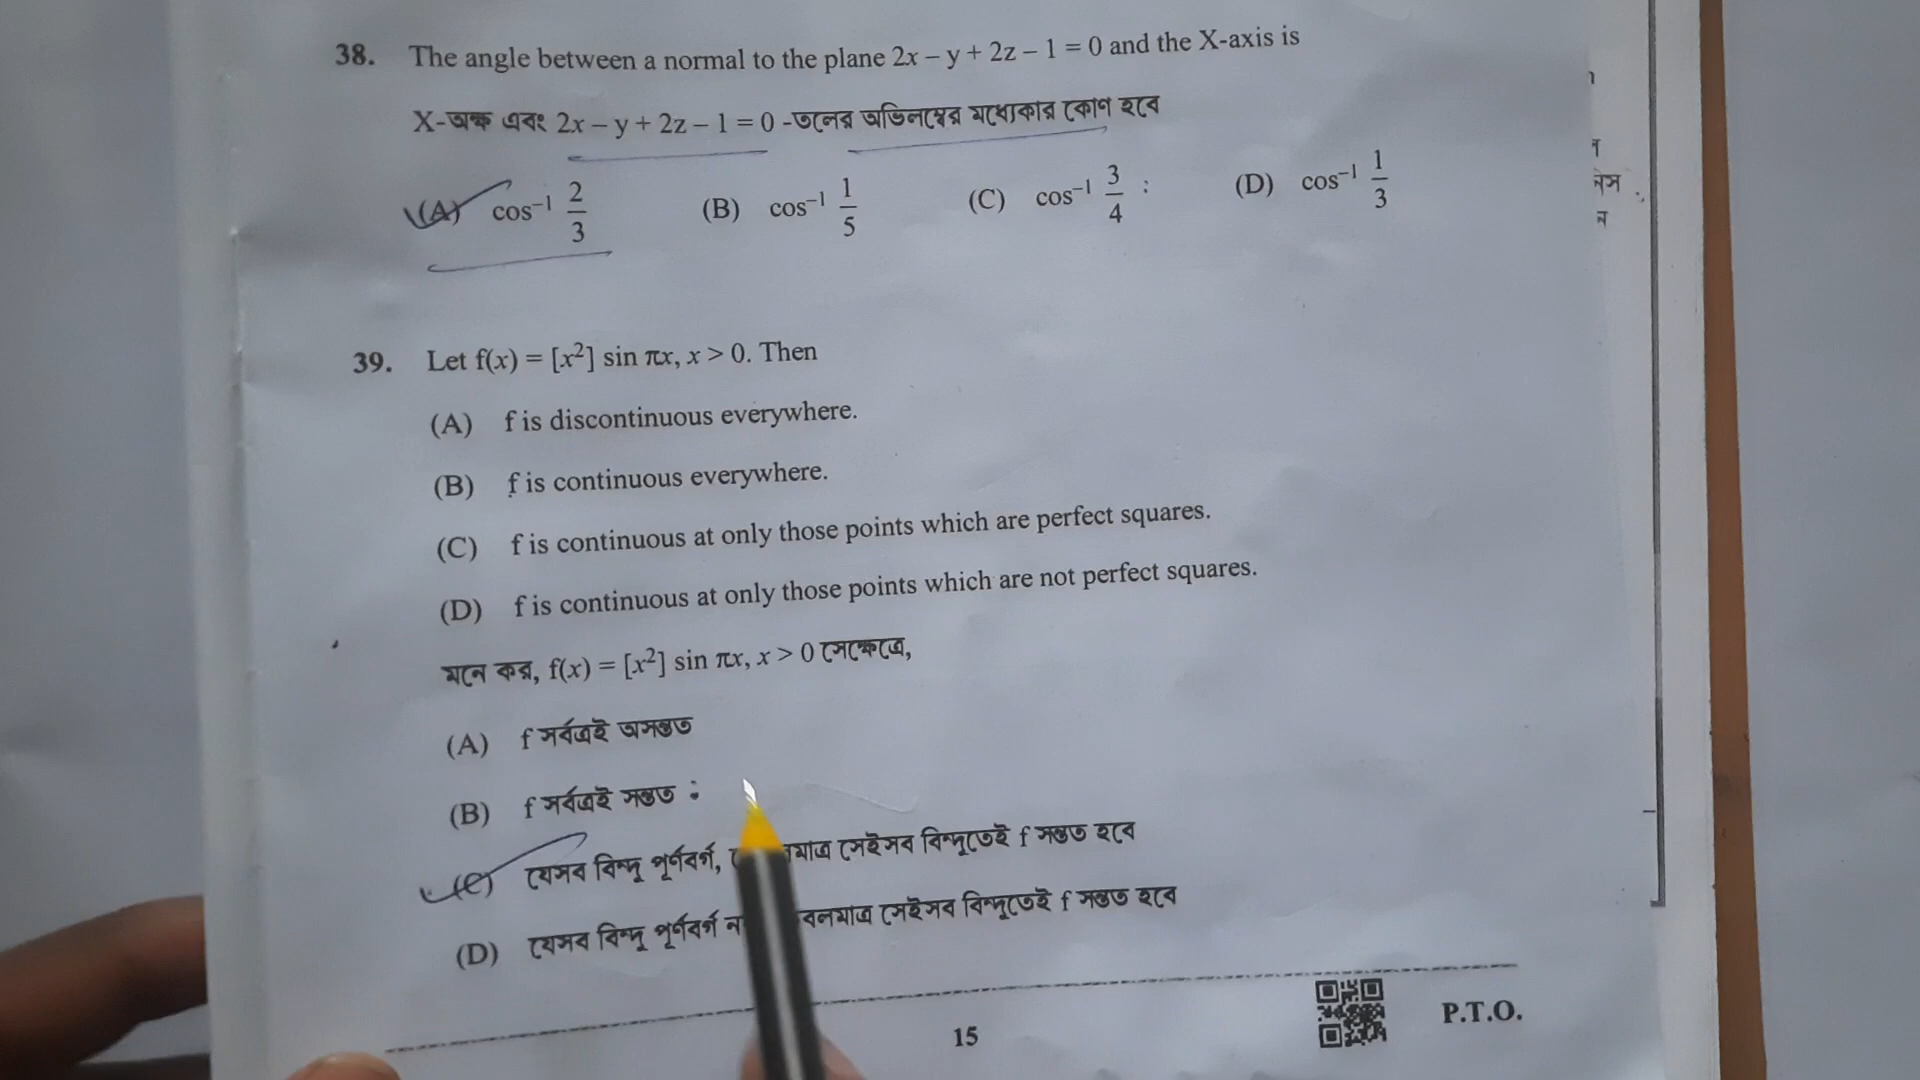 38. The angle between a normal to the plane 2x – y + 2z – 1 = 0 and the X-axis is
X-অক্ষ এবং 2x – y + 2z – 1 = 0 -তলের অভিলম্বের মধ্যেকার কোণ হবে
(A) cos⁻¹ 2/3 (B) cos⁻¹ 1/5 (C) cos⁻¹ 3/4 : (D) cos⁻¹ 1/3
39. Let f(x) = [x²] sin πx, x > 0. Then
(A) f is discontinuous everywhere.
(B) f is continuous everywhere.
(C) f is continuous at only those points which are perfect squares.
(D) f is continuous at only those points which are not perfect squares.
মনে কর, f(x) = [x²] sin πx, x > 0 সেক্ষেত্রে,
(A) f সর্বত্রই অসন্তত
(B) f সর্বত্রই সন্তত :
(C) যেসব বিন্দু পূর্ণবর্গ, সেইসব বিন্দুতেই f সন্তত হবে
(D) যেসব বিন্দু পূর্ণবর্গ সেইসব বিন্দুতেই f সন্তত হবে
15
P.T.O.